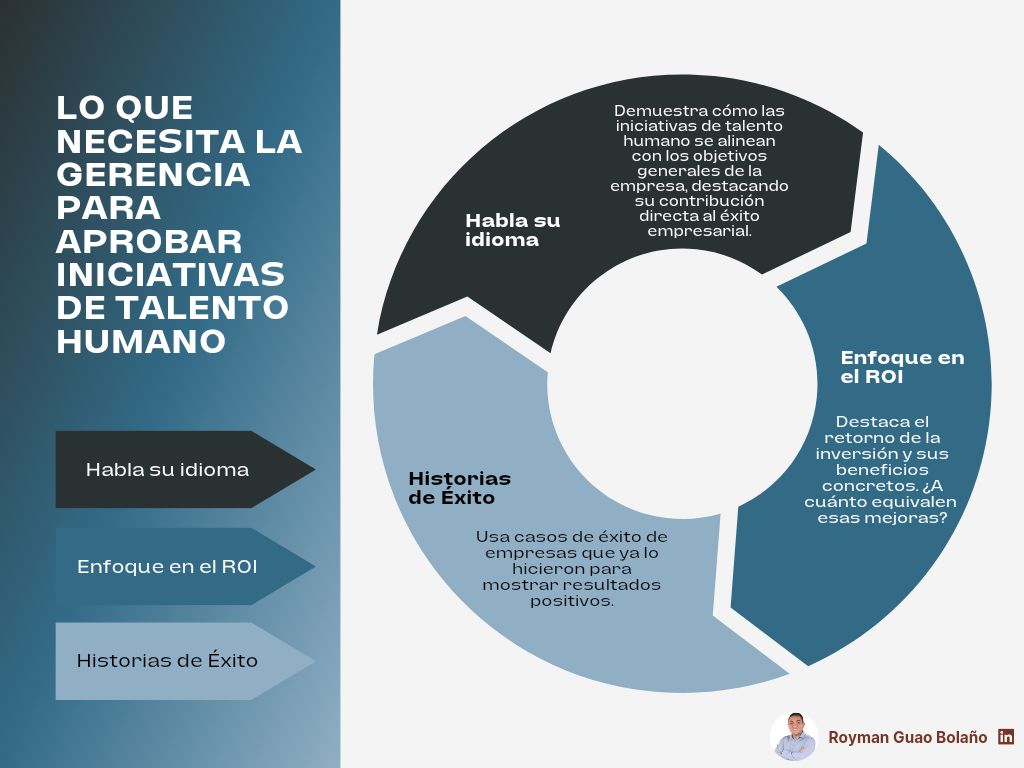 LO QUE
NECESITA LA
GERENCIA
PARA
APROBAR
INICIATIVAS
DE TALENTO
HUMANO
Habla su idioma
Enfoque en el ROI
Historias de Éxito
Habla su
idioma
Demuestra cómo las
iniciativas de talento
humano se alinean
con los objetivos
generales de la
empresa, destacando
su contribución
directa al éxito
empresarial.
Enfoque en
el ROI
Destaca el
retorno de la
inversión y sus
beneficios
concretos. ¿A
cuánto equivalen
esas mejoras?
Historias
de Éxito
Usa casos de éxito de
empresas que ya lo
hicieron para
mostrar resultados
positivos.
Royman Guao Bolaño in